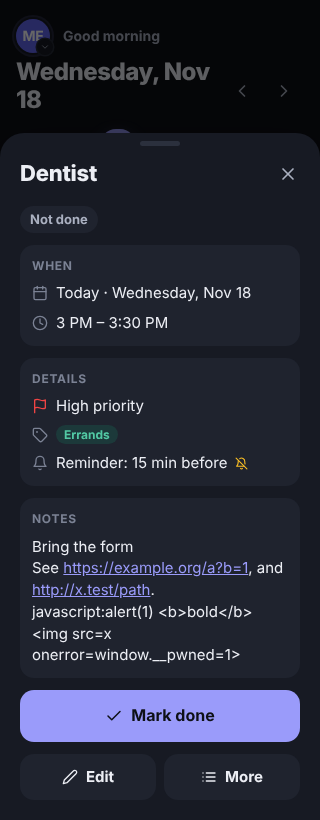 MF
Good morning
Wednesday, Nov
18
Dentist
Not done
WHEN
Today · Wednesday, Nov 18
3 PM – 3:30 PM
DETAILS
High priority
Errands
Reminder: 15 min before
NOTES
Bring the form
See https://example.org/a?b=1, and
http://x.test/path.
javascript:alert(1) <b>bold</b>
<img src=x
onerror=window.__pwned=1>
Mark done
Edit
More